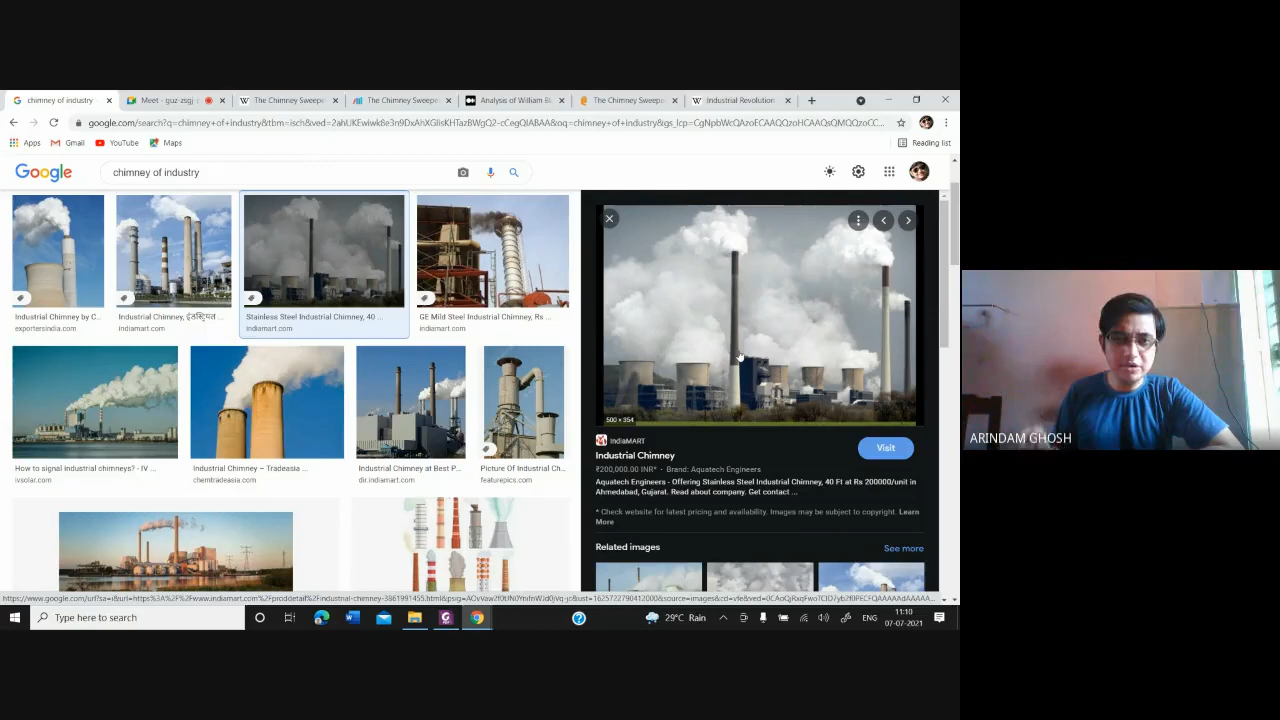 chimney of industry
Meet - guz-zsgj-
The Chimney Sweepe
The Chimney Sweepe
Analysis of William Bl
The Chimney Sweepe
Industrial Revolution
google.com/search?q=chimney+of+industry&tbm=isch&ved=
Apps
Gmail
YouTube
Maps
Reading list
Google
chimney of industry
Industrial Chimney by C...
exportersindia.com
Industrial Chimney, ...
indiamart.com
Stainless Steel Industrial Chimney, 40 ...
indiamart.com
GE Mild Steel Industrial Chimney, Rs ...
indiamart.com
How to signal industrial chimneys? - IV ...
ivsolar.com
Industrial Chimney – Tradeasia ...
chemtradeasia.com
Industrial Chimney at Best P...
dir.indiamart.com
Picture Of Industrial Ch...
featurepics.com
500 × 354
IndiaMART
Industrial Chimney
Visit
₹200,000.00 INR* · Brand: Aquatech Engineers
Aquatech Engineers - Offering Stainless Steel Industrial Chimney, 40 Ft at Rs 200000/unit in
Ahmedabad, Gujarat. Read about company. Get contact ...
* Check website for latest pricing and availability. Images may be subject to copyright. Learn
More
Related images
See more
ARINDAM GHOSH
Type here to search
29°C Rain
ENG
11:10
07-07-2021